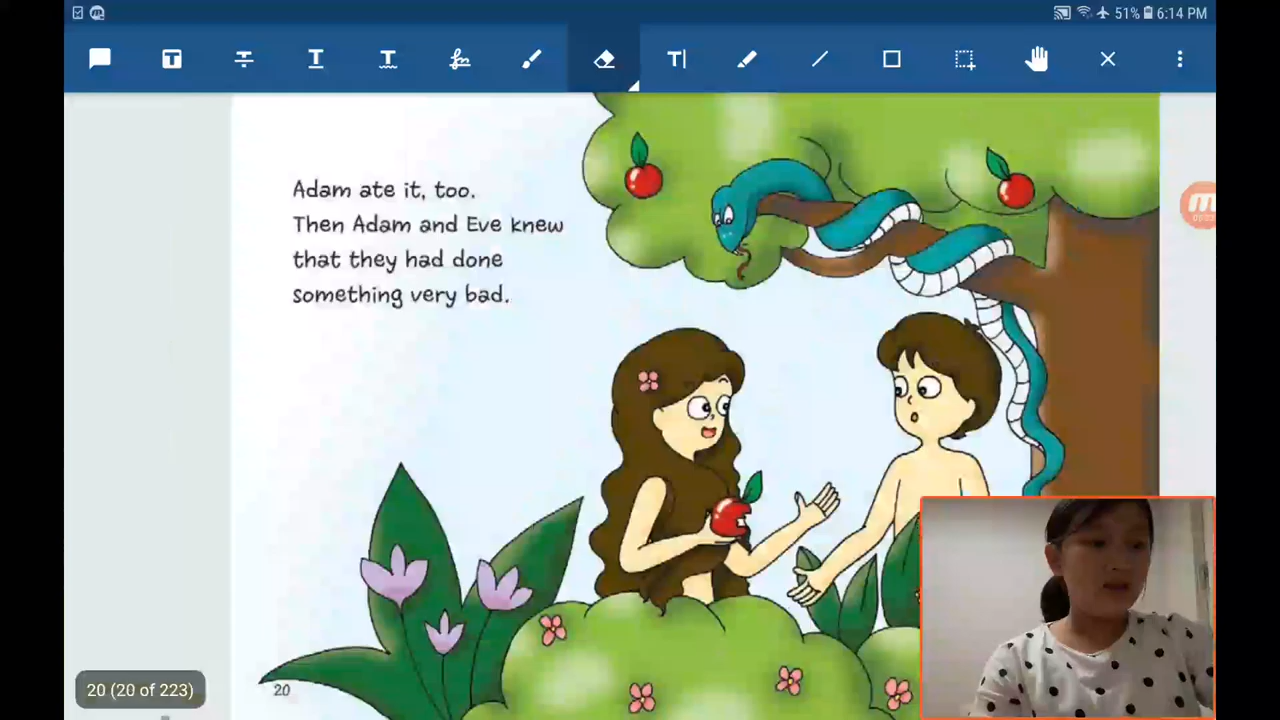 51% 6:14 PM
Adam ate it, too.
Then Adam and Eve knew
that they had done
something very bad.
20
20 (20 of 223)